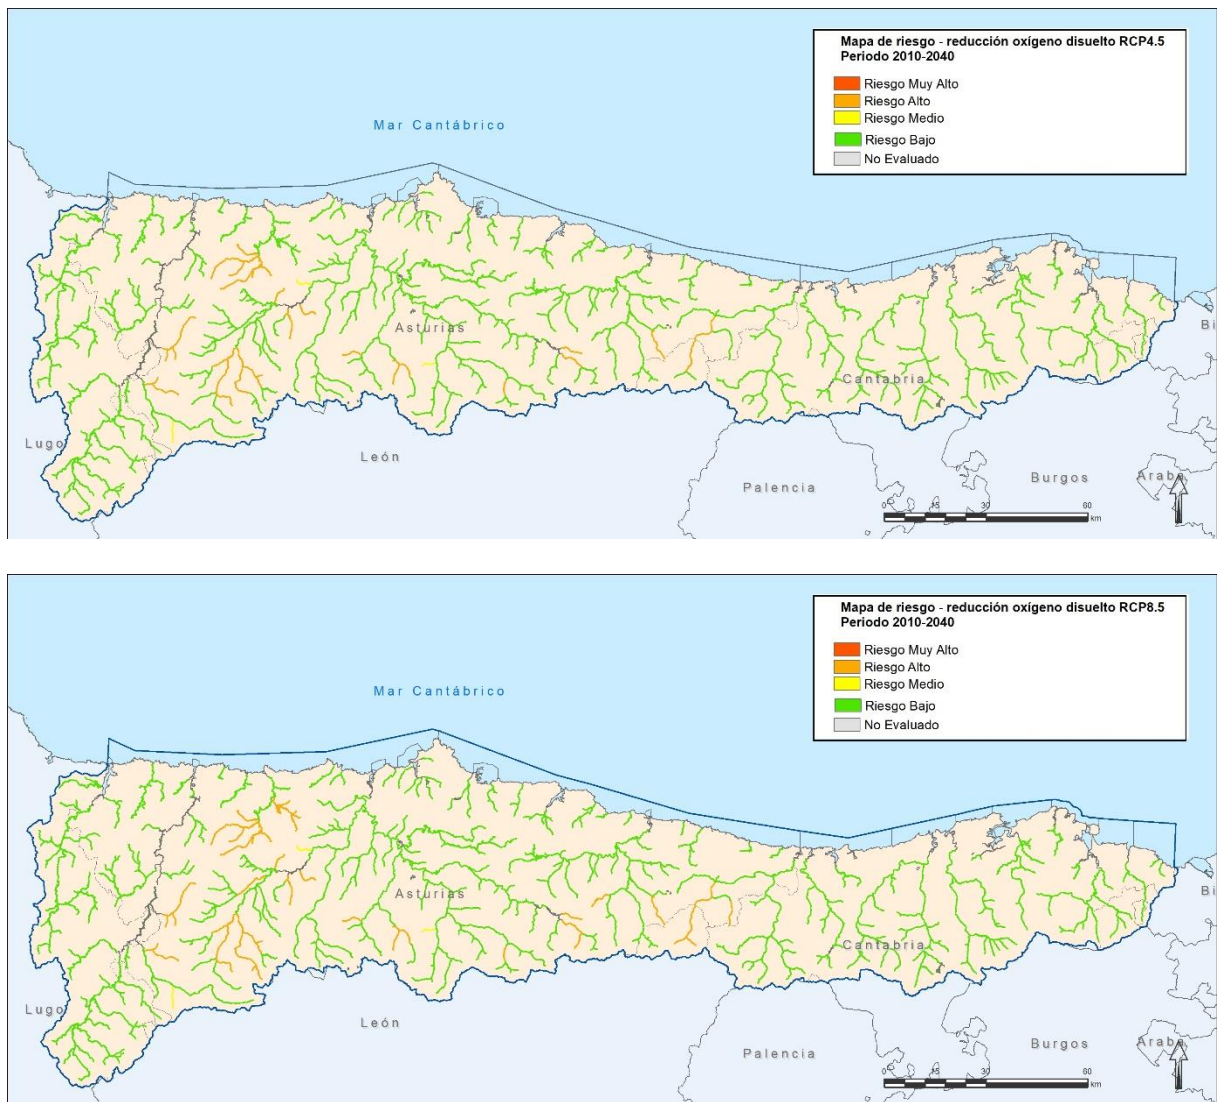 Mapa de riesgo - reducción oxígeno disuelto RCP4.5
Periodo 2010-2040
Riesgo Muy Alto
Riesgo Alto
Riesgo Medio
Riesgo Bajo
No Evaluado
Mar Cantábrico
Bi
Asturias
Cantabria
Lugo
León
Palencia
Burgos
Araba
0 15 30 60
km
Mapa de riesgo - reducción oxígeno disuelto RCP8.5
Periodo 2010-2040
Riesgo Muy Alto
Riesgo Alto
Riesgo Medio
Riesgo Bajo
No Evaluado
Mar Cantábrico
Bi
Asturias
Cantabria
Lugo
León
Palencia
Burgos
Araba
0 15 30 60
km